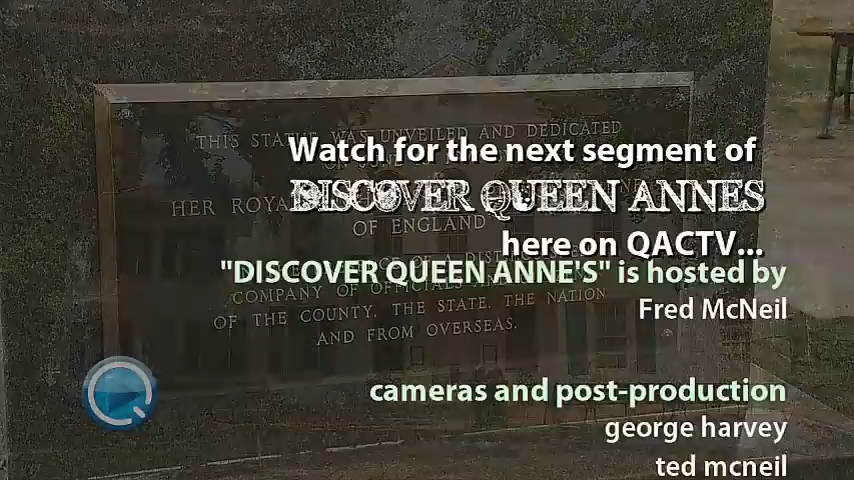 THIS STATUE WAS UNVEILED AND DEDICATED
Watch for the next segment of
DISCOVER QUEEN ANNES
HER ROYA
OF ENGLAND
here on QACTV...
"DISCOVER QUEEN ANNE'S" is hosted by
COMPANY OF OFFICIALS
Fred McNeil
OF THE COUNTY, THE STATE, THE NATION
AND FROM OVERSEAS.
cameras and post-production
george harvey
ted mcneil